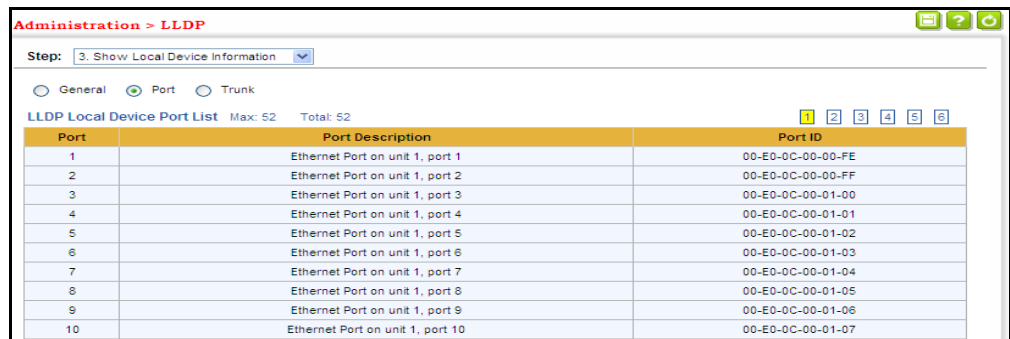 Administration > LLDP
?
Step: 3. Show Local Device Information
General Port Trunk
LLDP Local Device Port List Max: 52 Total: 52 1 2 3 4 5 6
Port Port Description Port ID
1 Ethernet Port on unit 1, port 1 00-E0-0C-00-00-FE
2 Ethernet Port on unit 1, port 2 00-E0-0C-00-00-FF
3 Ethernet Port on unit 1, port 3 00-E0-0C-00-01-00
4 Ethernet Port on unit 1, port 4 00-E0-0C-00-01-01
5 Ethernet Port on unit 1, port 5 00-E0-0C-00-01-02
6 Ethernet Port on unit 1, port 6 00-E0-0C-00-01-03
7 Ethernet Port on unit 1, port 7 00-E0-0C-00-01-04
8 Ethernet Port on unit 1, port 8 00-E0-0C-00-01-05
9 Ethernet Port on unit 1, port 9 00-E0-0C-00-01-06
10 Ethernet Port on unit 1, port 10 00-E0-0C-00-01-07